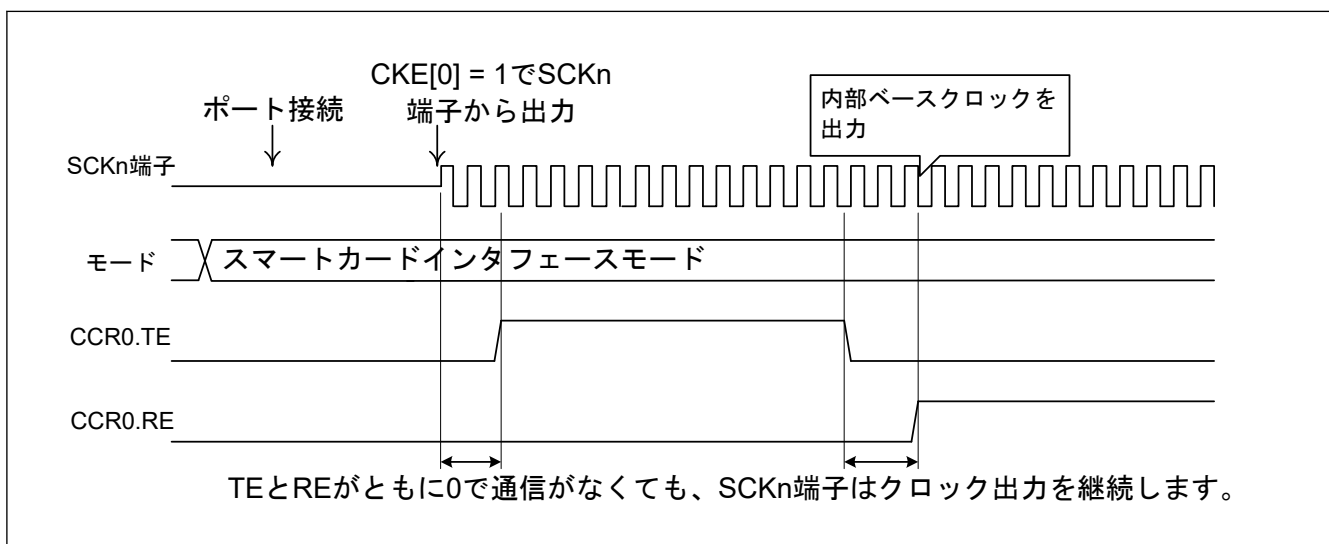 CKE[0] = 1でSCKn
端子から出力
ポート接続
内部ベースクロックを
出力
SCKn端子
モード
スマートカードインタフェースモード
CCR0.TE
CCR0.RE
TEとREがともに0で通信がなくても、SCKn端子はクロック出力を継続します。